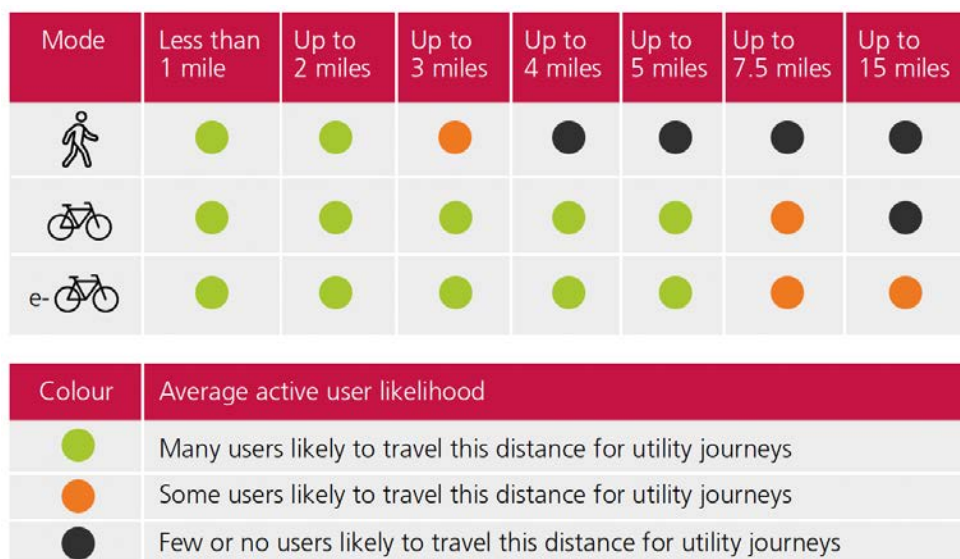 Mode Less than Up to Up to Up to Up to Up to Up to
1 mile 2 miles 3 miles 4 miles 5 miles 7.5 miles 15 miles
e-
Colour Average active user likelihood
Many users likely to travel this distance for utility journeys
Some users likely to travel this distance for utility journeys
Few or no users likely to travel this distance for utility journeys